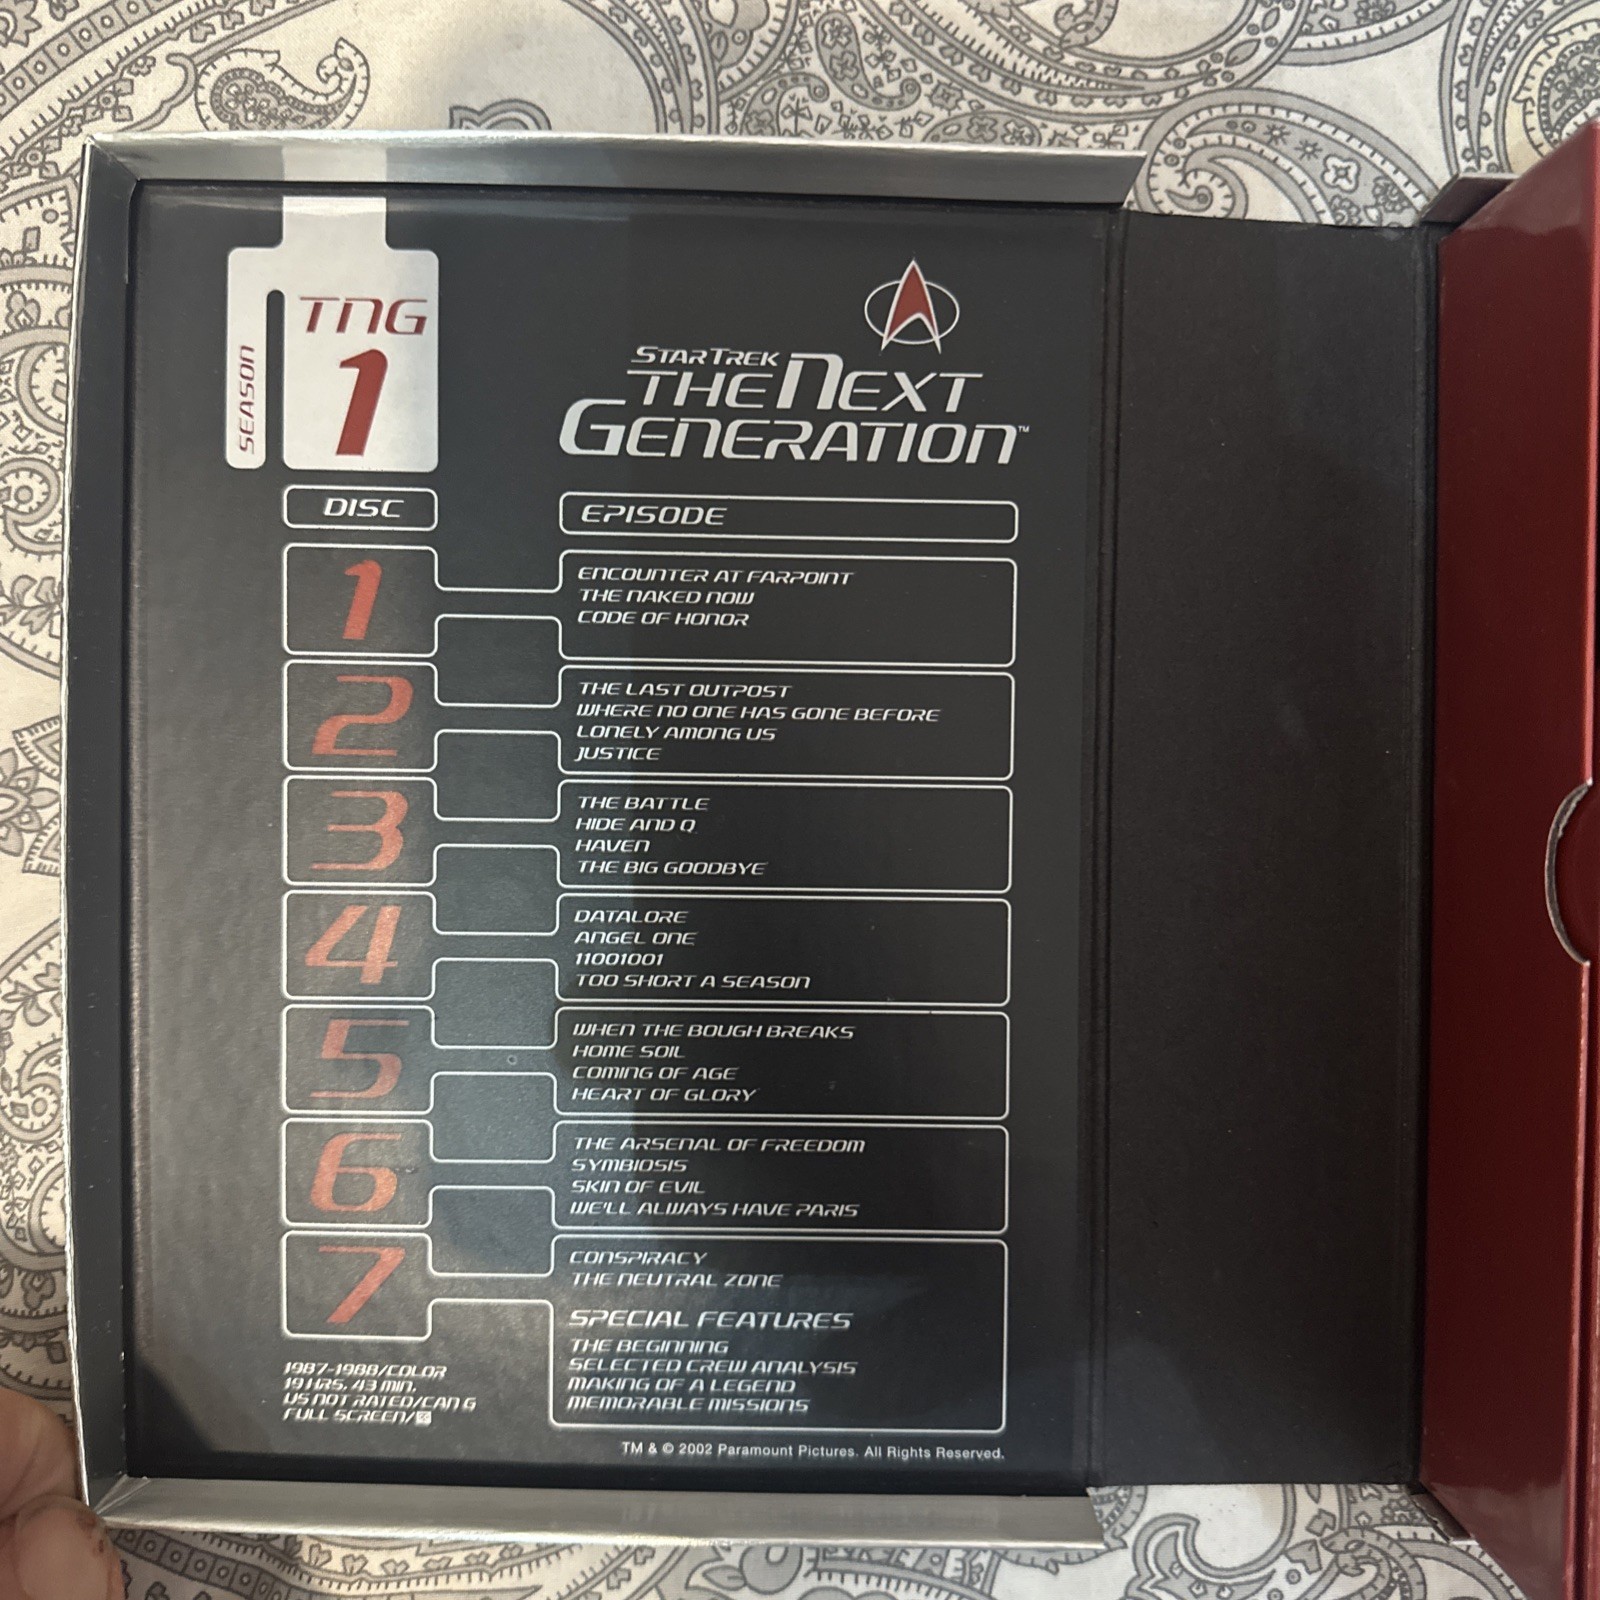 TNG
SEASON
1
STAR TREK
THE NEXT
GENERATION™
DISC
EPISODE
1
ENCOUNTER AT FARPOINT
THE NAKED NOW
CODE OF HONOR
2
THE LAST OUTPOST
WHERE NO ONE HAS GONE BEFORE
LONELY AMONG US
JUSTICE
3
THE BATTLE
HIDE AND Q
HAVEN
THE BIG GOODBYE
4
DATALORE
ANGEL ONE
11001001
TOO SHORT A SEASON
5
WHEN THE BOUGH BREAKS
HOME SOIL
COMING OF AGE
HEART OF GLORY
6
THE ARSENAL OF FREEDOM
SYMBIOSIS
SKIN OF EVIL
WE'LL ALWAYS HAVE PARIS
7
CONSPIRACY
THE NEUTRAL ZONE
SPECIAL FEATURES
THE BEGINNING
SELECTED CREW ANALYSIS
MAKING OF A LEGEND
MEMORABLE MISSIONS
1987-1988/COLOR
19 HRS. 43 MIN.
US NOT RATED/CAN G
FULL SCREEN/
TM & © 2002 Paramount Pictures. All Rights Reserved.